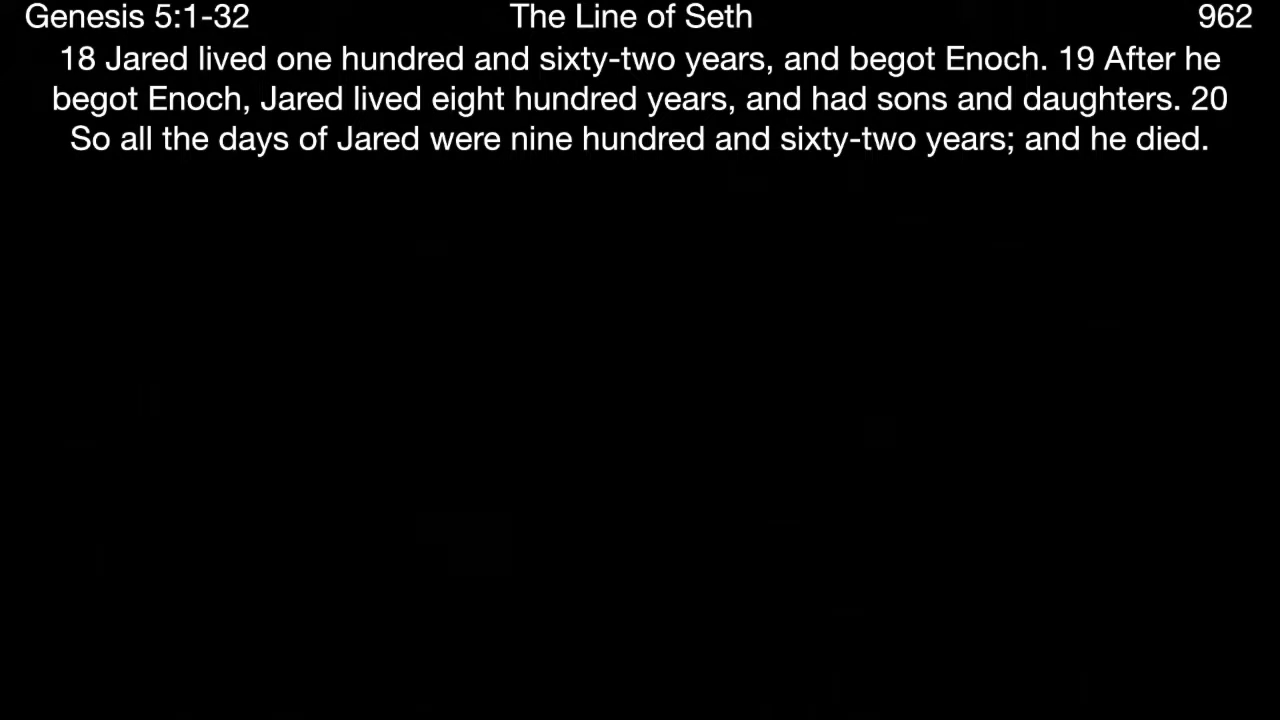 Genesis 5:1-32 The Line of Seth 962
18 Jared lived one hundred and sixty-two years, and begot Enoch. 19 After he
begot Enoch, Jared lived eight hundred years, and had sons and daughters. 20
So all the days of Jared were nine hundred and sixty-two years; and he died.